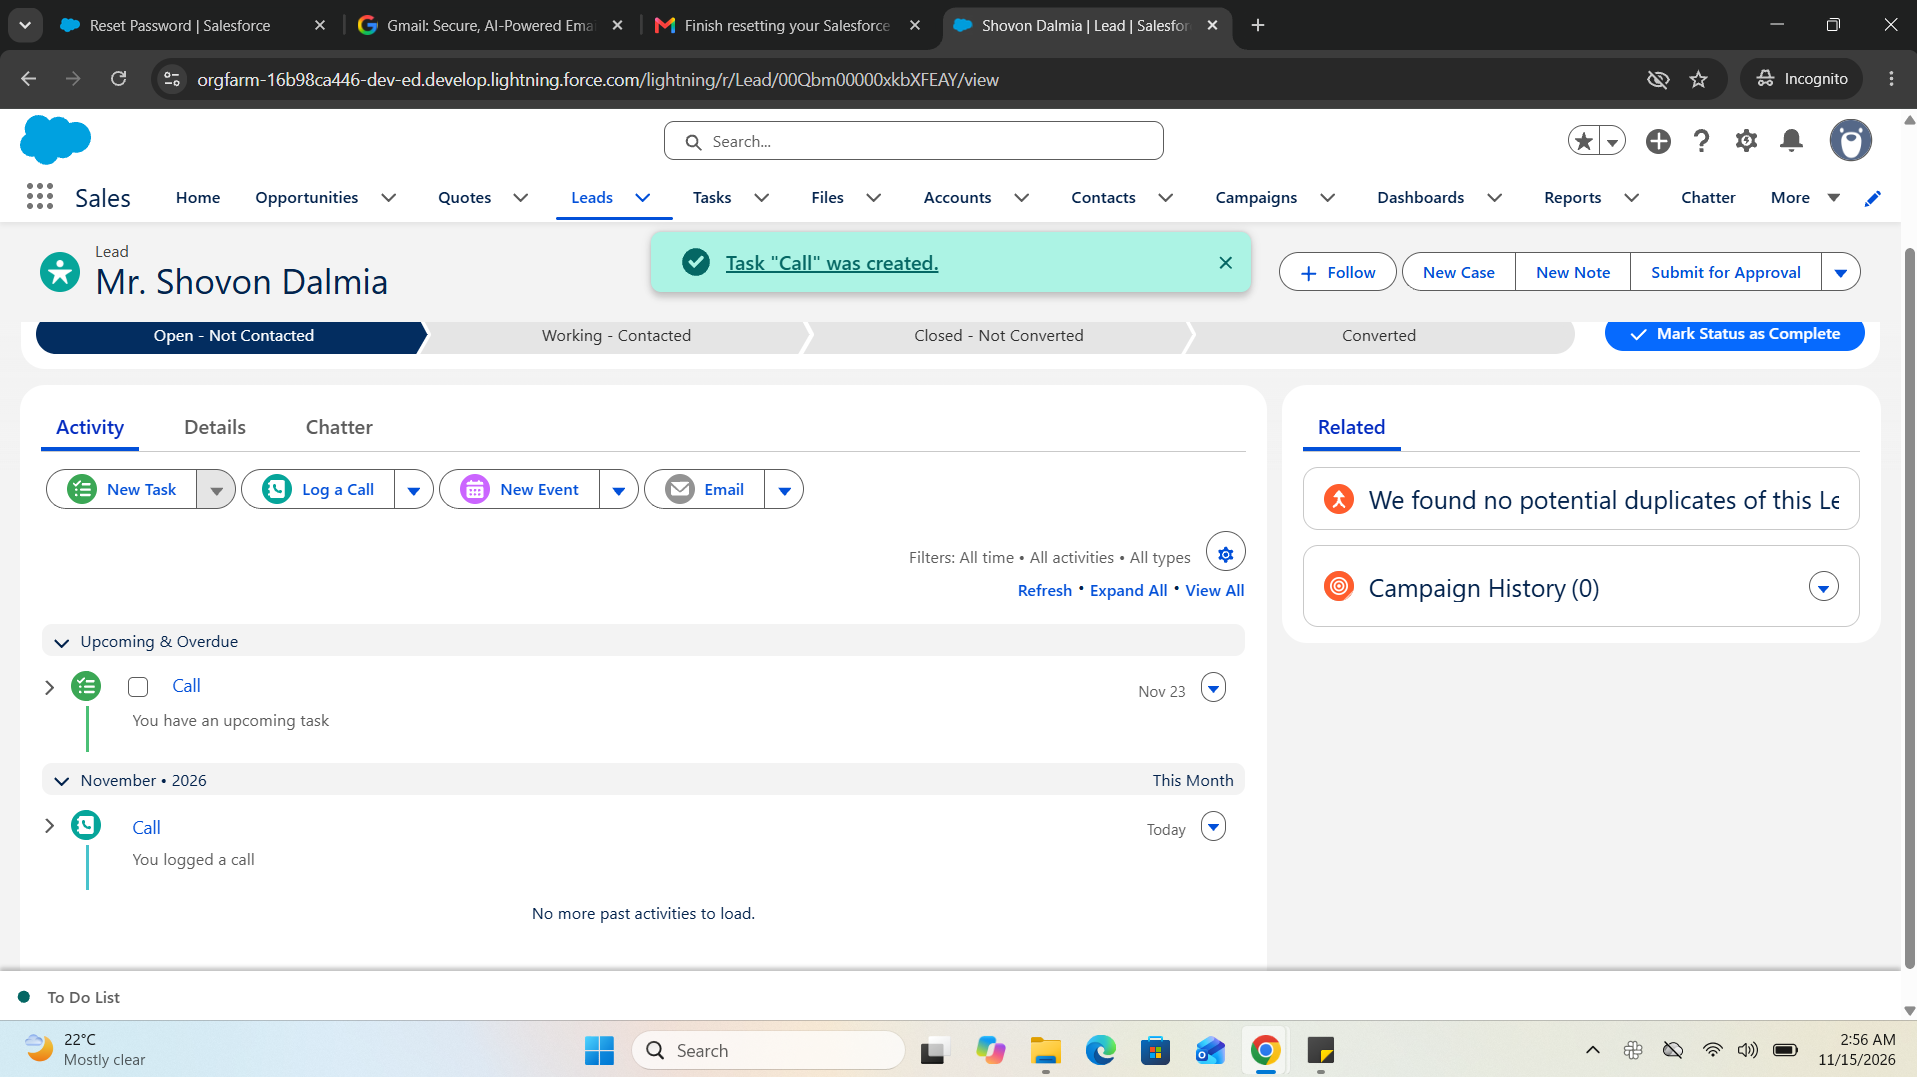 Reset Password | Salesforce
Gmail: Secure, AI-Powered Emai
Finish resetting your Salesforce
Shovon Dalmia | Lead | Salesfor
orgfarm-16b98ca446-dev-ed.develop.lightning.force.com/lightning/r/Lead/00Qbm00000xkbXFEAY/view
Incognito
Search...
Sales
Home
Opportunities
Quotes
Leads
Tasks
Files
Accounts
Contacts
Campaigns
Dashboards
Reports
Chatter
More
Lead
Mr. Shovon Dalmia
Task "Call" was created.
Follow
New Case
New Note
Submit for Approval
Open - Not Contacted
Working - Contacted
Closed - Not Converted
Converted
Mark Status as Complete
Activity
Details
Chatter
Related
New Task
Log a Call
New Event
Email
We found no potential duplicates of this Le
Filters: All time • All activities • All types
Refresh • Expand All • View All
Campaign History (0)
Upcoming & Overdue
Call
Nov 23
You have an upcoming task
November • 2026
This Month
Call
Today
You logged a call
No more past activities to load.
To Do List
22°C
Mostly clear
Search
2:56 AM
11/15/2026